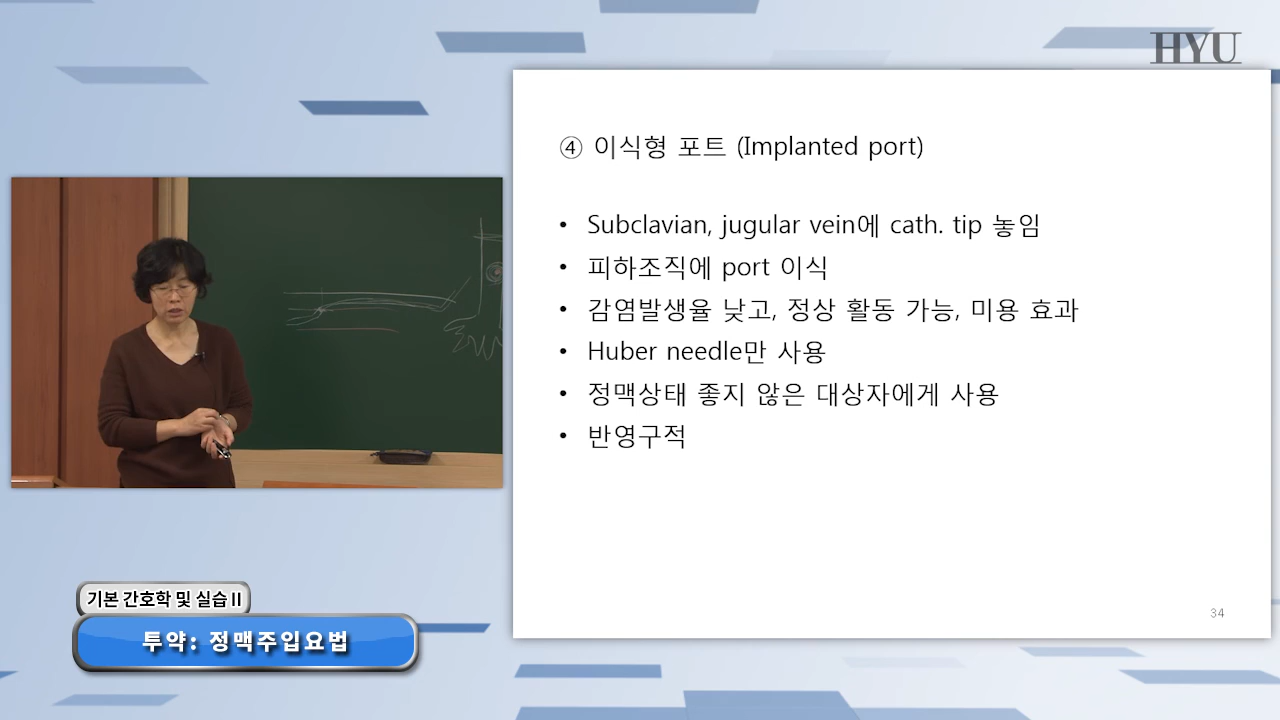 HYU
④ 이식형 포트 (Implanted port)
• Subclavian, jugular vein에 cath. tip 놓임
• 피하조직에 port 이식
• 감염발생율 낮고, 정상 활동 가능, 미용 효과
• Huber needle만 사용
• 정맥상태 좋지 않은 대상자에게 사용
• 반영구적
34
기본 간호학 및 실습 II
투약: 정맥주입요법